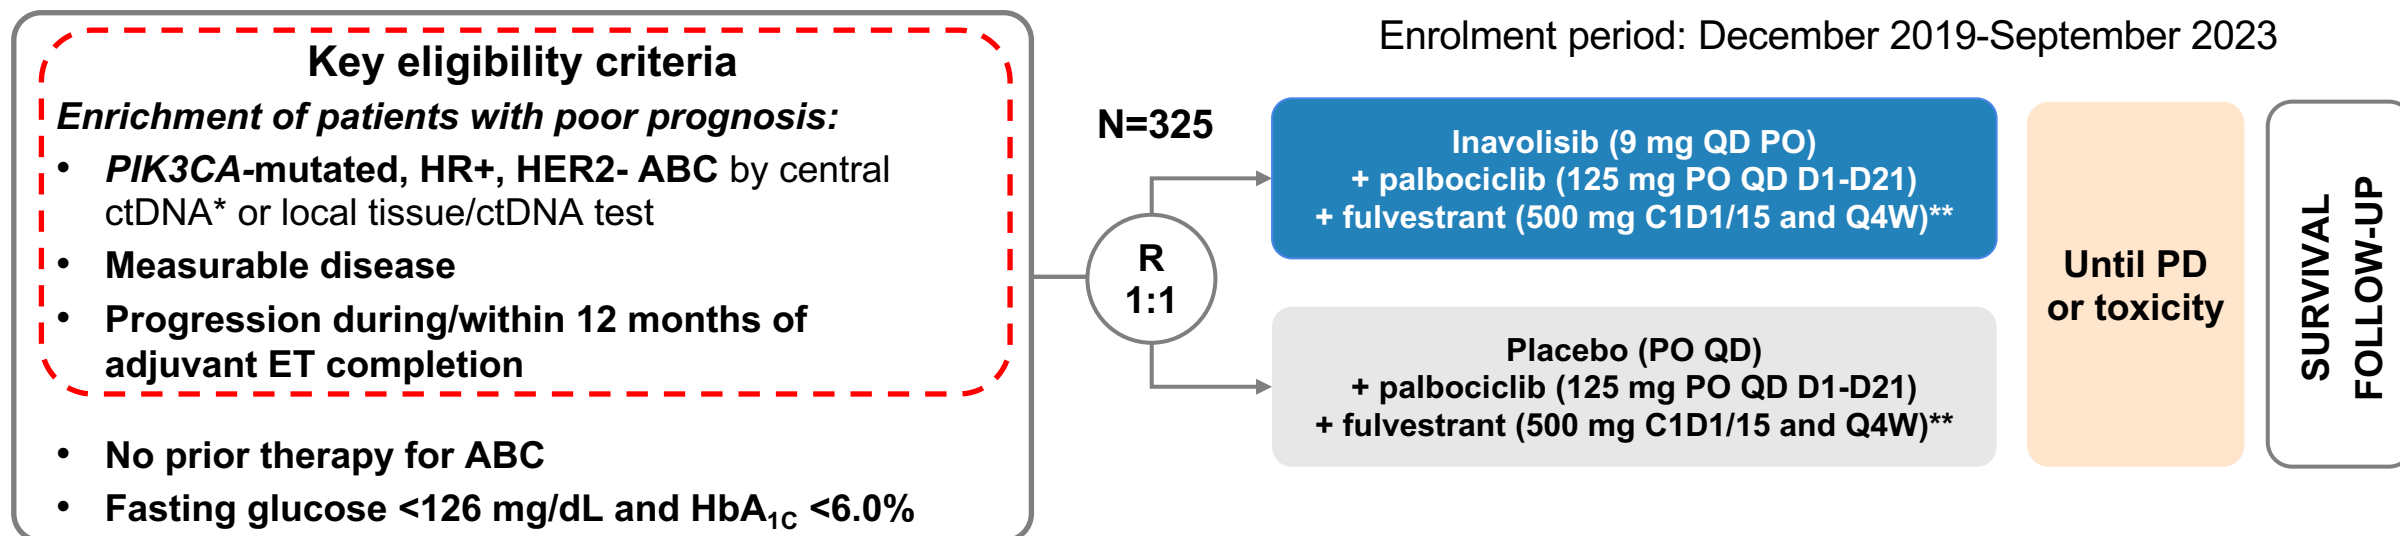 Key eligibility criteria
Enrichment of patients with poor prognosis:
• PIK3CA-mutated, HR+, HER2- ABC by central
ctDNA* or local tissue/ctDNA test
• Measurable disease
• Progression during/within 12 months of
adjuvant ET completion
• No prior therapy for ABC
• Fasting glucose <126 mg/dL and HbA1C <6.0%
Enrolment period: December 2019-September 2023
N=325
R
1:1
Inavolisib (9 mg QD PO)
+ palbociclib (125 mg PO QD D1-D21)
+ fulvestrant (500 mg C1D1/15 and Q4W)**
Placebo (PO QD)
+ palbociclib (125 mg PO QD D1-D21)
+ fulvestrant (500 mg C1D1/15 and Q4W)**
Until PD
or toxicity
SURVIVAL
FOLLOW-UP